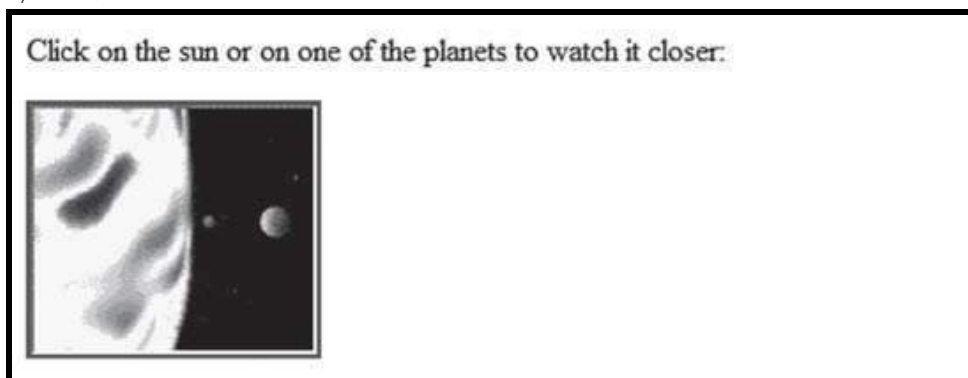 Click on the sun or on one of the planets to watch it closer: